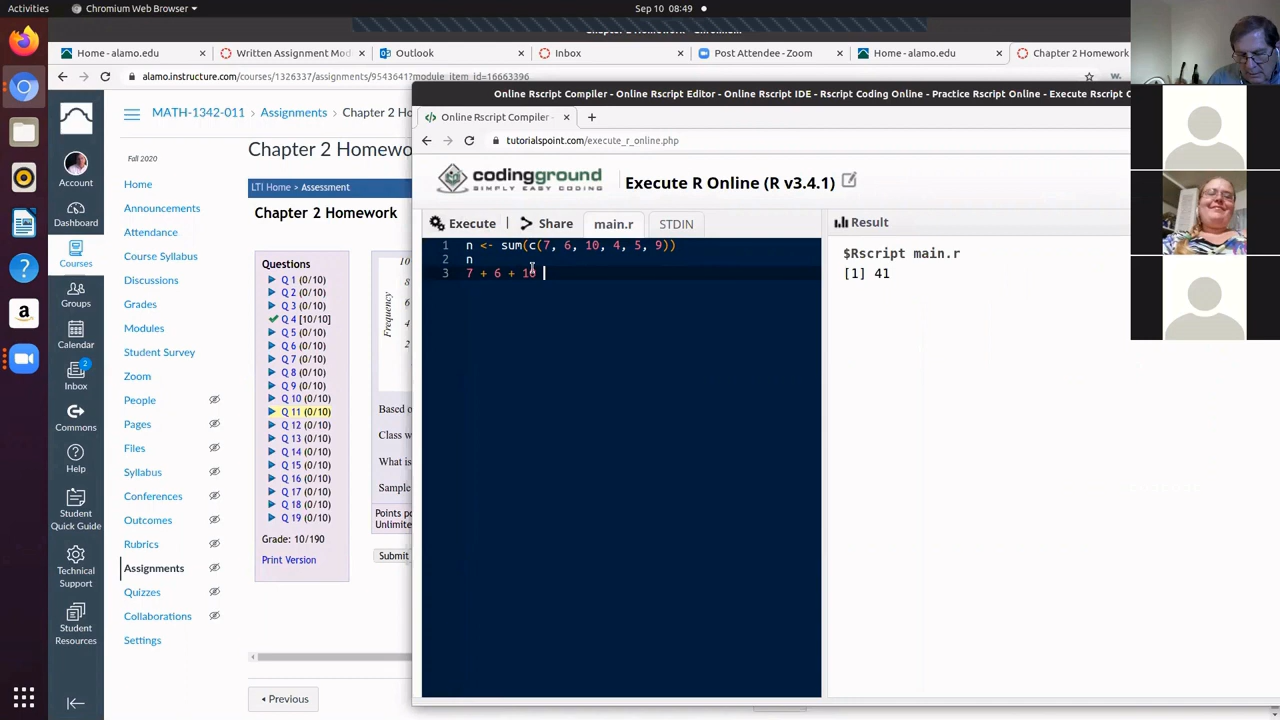 Activities
Chromium Web Browser
Sep 10 08:49
Home - alamo.edu
Written Assignment Mod
Outlook
Inbox
Post Attendee - Zoom
Home - alamo.edu
Chapter 2 Homework
alamo.instructure.com/courses/1326337/assignments/9543641?module_item_id=16663396
Account
Dashboard
Courses
Groups
Calendar
2
Inbox
Commons
Help
Student
Quick Guide
Technical
Support
Student
Resources
MATH-1342-011 Assignments Chapter 2 Ho
Fall 2020
Home
Announcements
Attendance
Course Syllabus
Discussions
Grades
Modules
Student Survey
Zoom
People
Pages
Files
Syllabus
Conferences
Outcomes
Rubrics
Assignments
Quizzes
Collaborations
Settings
Chapter 2 Homewo
LTI Home > Assessment
Chapter 2 Homework
Questions
Q 1 (0/10)
Q 2 (0/10)
Q 3 (0/10)
Q 4 [10/10]
Q 5 (0/10)
Q 6 (0/10)
Q 7 (0/10)
Q 8 (0/10)
Q 9 (0/10)
Q 10 (0/10)
Q 11 (0/10)
Q 12 (0/10)
Q 13 (0/10)
Q 14 (0/10)
Q 15 (0/10)
Q 16 (0/10)
Q 17 (0/10)
Q 18 (0/10)
Q 19 (0/10)
Grade: 10/190
Print Version
Frequency
10
8
6
4
2
Based o
Class w
What is
Sample
Points po
Unlimite
Submit
Previous
Online Rscript Compiler - Online Rscript Editor - Online Rscript IDE - Rscript Coding Online - Practice Rscript Online - Execute Rscript C
Online Rscript Compiler -
tutorialspoint.com/execute_r_online.php
codingground
SIMPLY EASY CODING
Execute R Online (R v3.4.1)
Execute | Share main.r STDIN
1 n <- sum(c(7, 6, 10, 4, 5, 9))
2 n
3 7 + 6 + 10
Result
$Rscript main.r
[1] 41